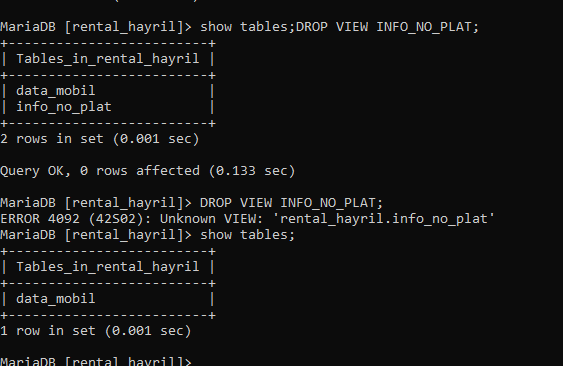 MariaDB [rental_hayril]> show tables;DROP VIEW INFO_NO_PLAT;
+-------------------------+
| Tables_in_rental_hayril |
+-------------------------+
| data_mobil              |
| info_no_plat            |
+-------------------------+
2 rows in set (0.001 sec)
Query OK, 0 rows affected (0.133 sec)
MariaDB [rental_hayril]> DROP VIEW INFO_NO_PLAT;
ERROR 4092 (42S02): Unknown VIEW: 'rental_hayril.info_no_plat'
MariaDB [rental_hayril]> show tables;
+-------------------------+
| Tables_in_rental_hayril |
+-------------------------+
| data_mobil              |
+-------------------------+
1 row in set (0.001 sec)
MariaDB [rental_hayril]>